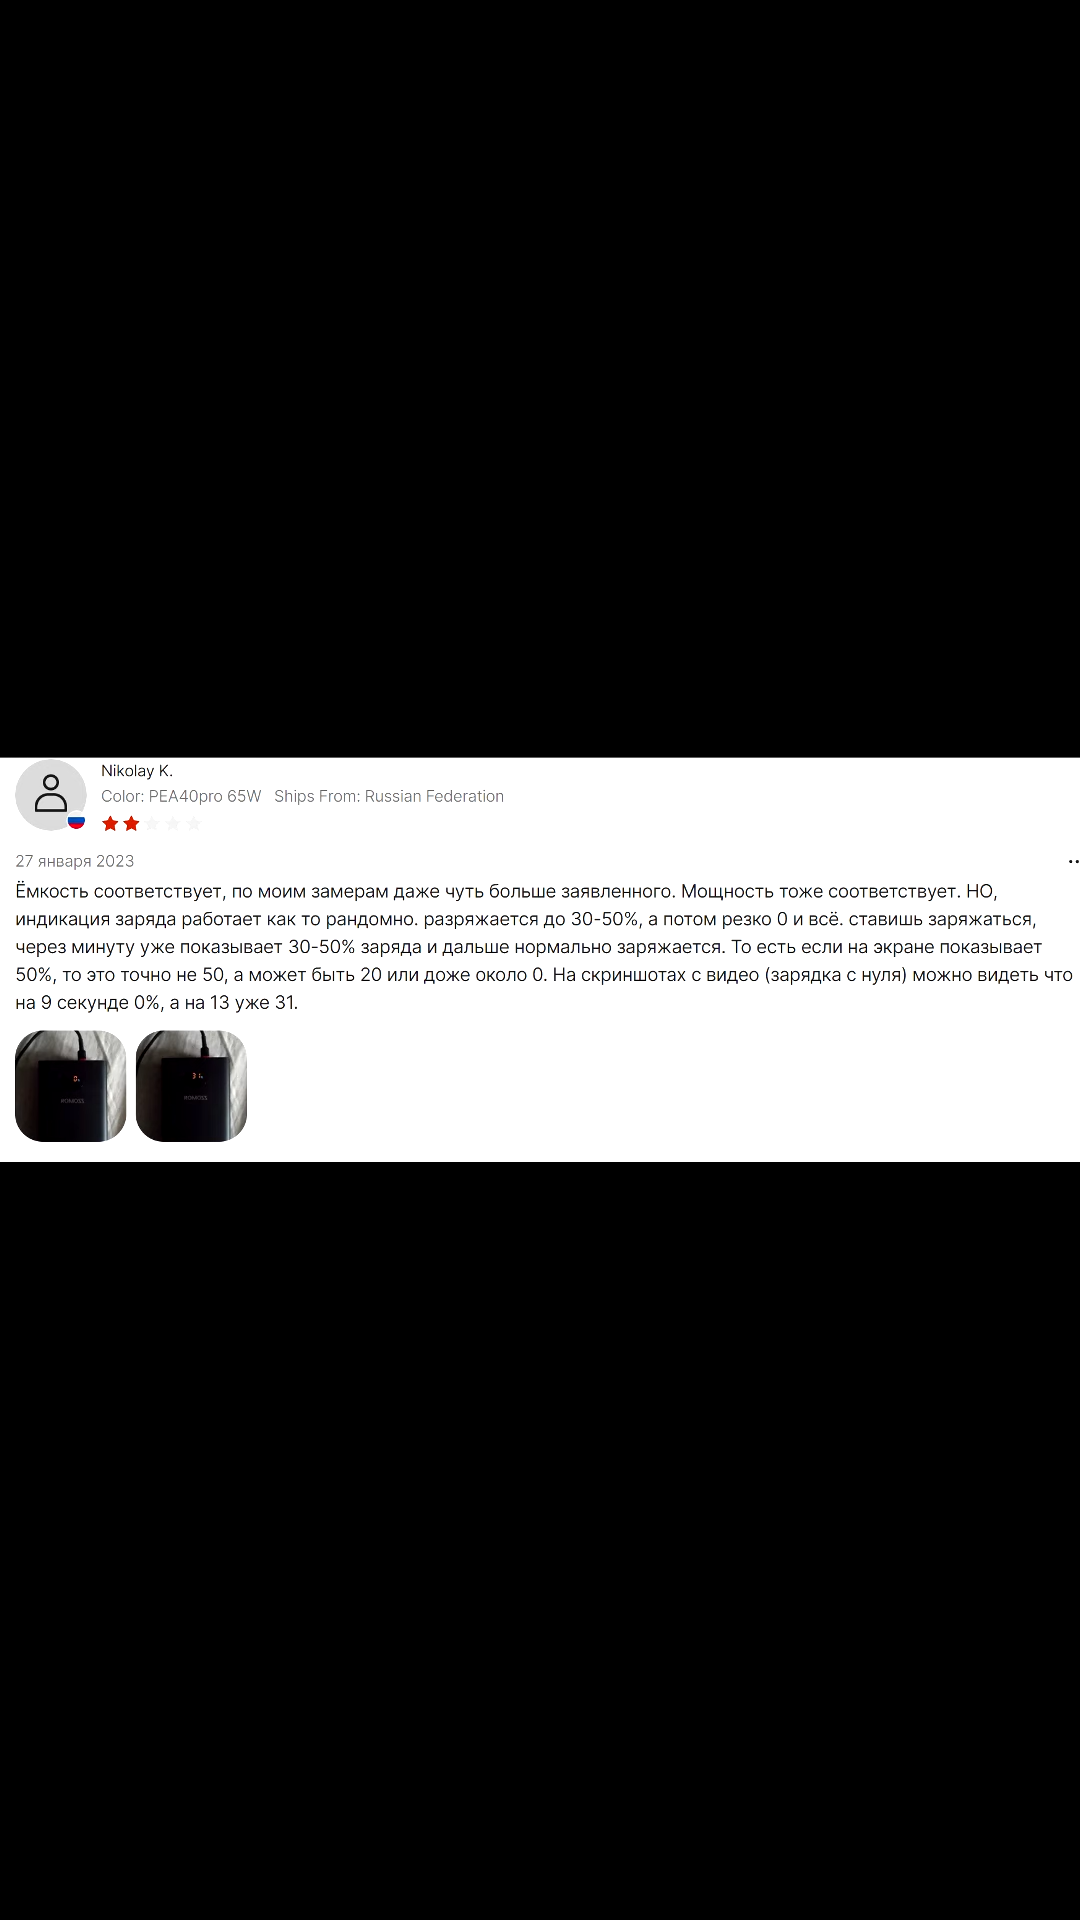 Nikolay K.
Color: PEA40pro 65W Ships From: Russian Federation
27 января 2023
Ёмкость соответствует, по моим замерам даже чуть больше заявленного. Мощность тоже соответствует. НО,
индикация заряда работает как то рандомно. разряжается до 30-50%, а потом резко 0 и всё. ставишь заряжаться,
через минуту уже показывает 30-50% заряда и дальше нормально заряжается. То есть если на экране показывает
50%, то это точно не 50, а может быть 20 или доже около 0. На скриншотах с видео (зарядка с нуля) можно видеть что
на 9 секунде 0%, а на 13 уже 31.
0%
31%
ROMOSS
ROMOSS